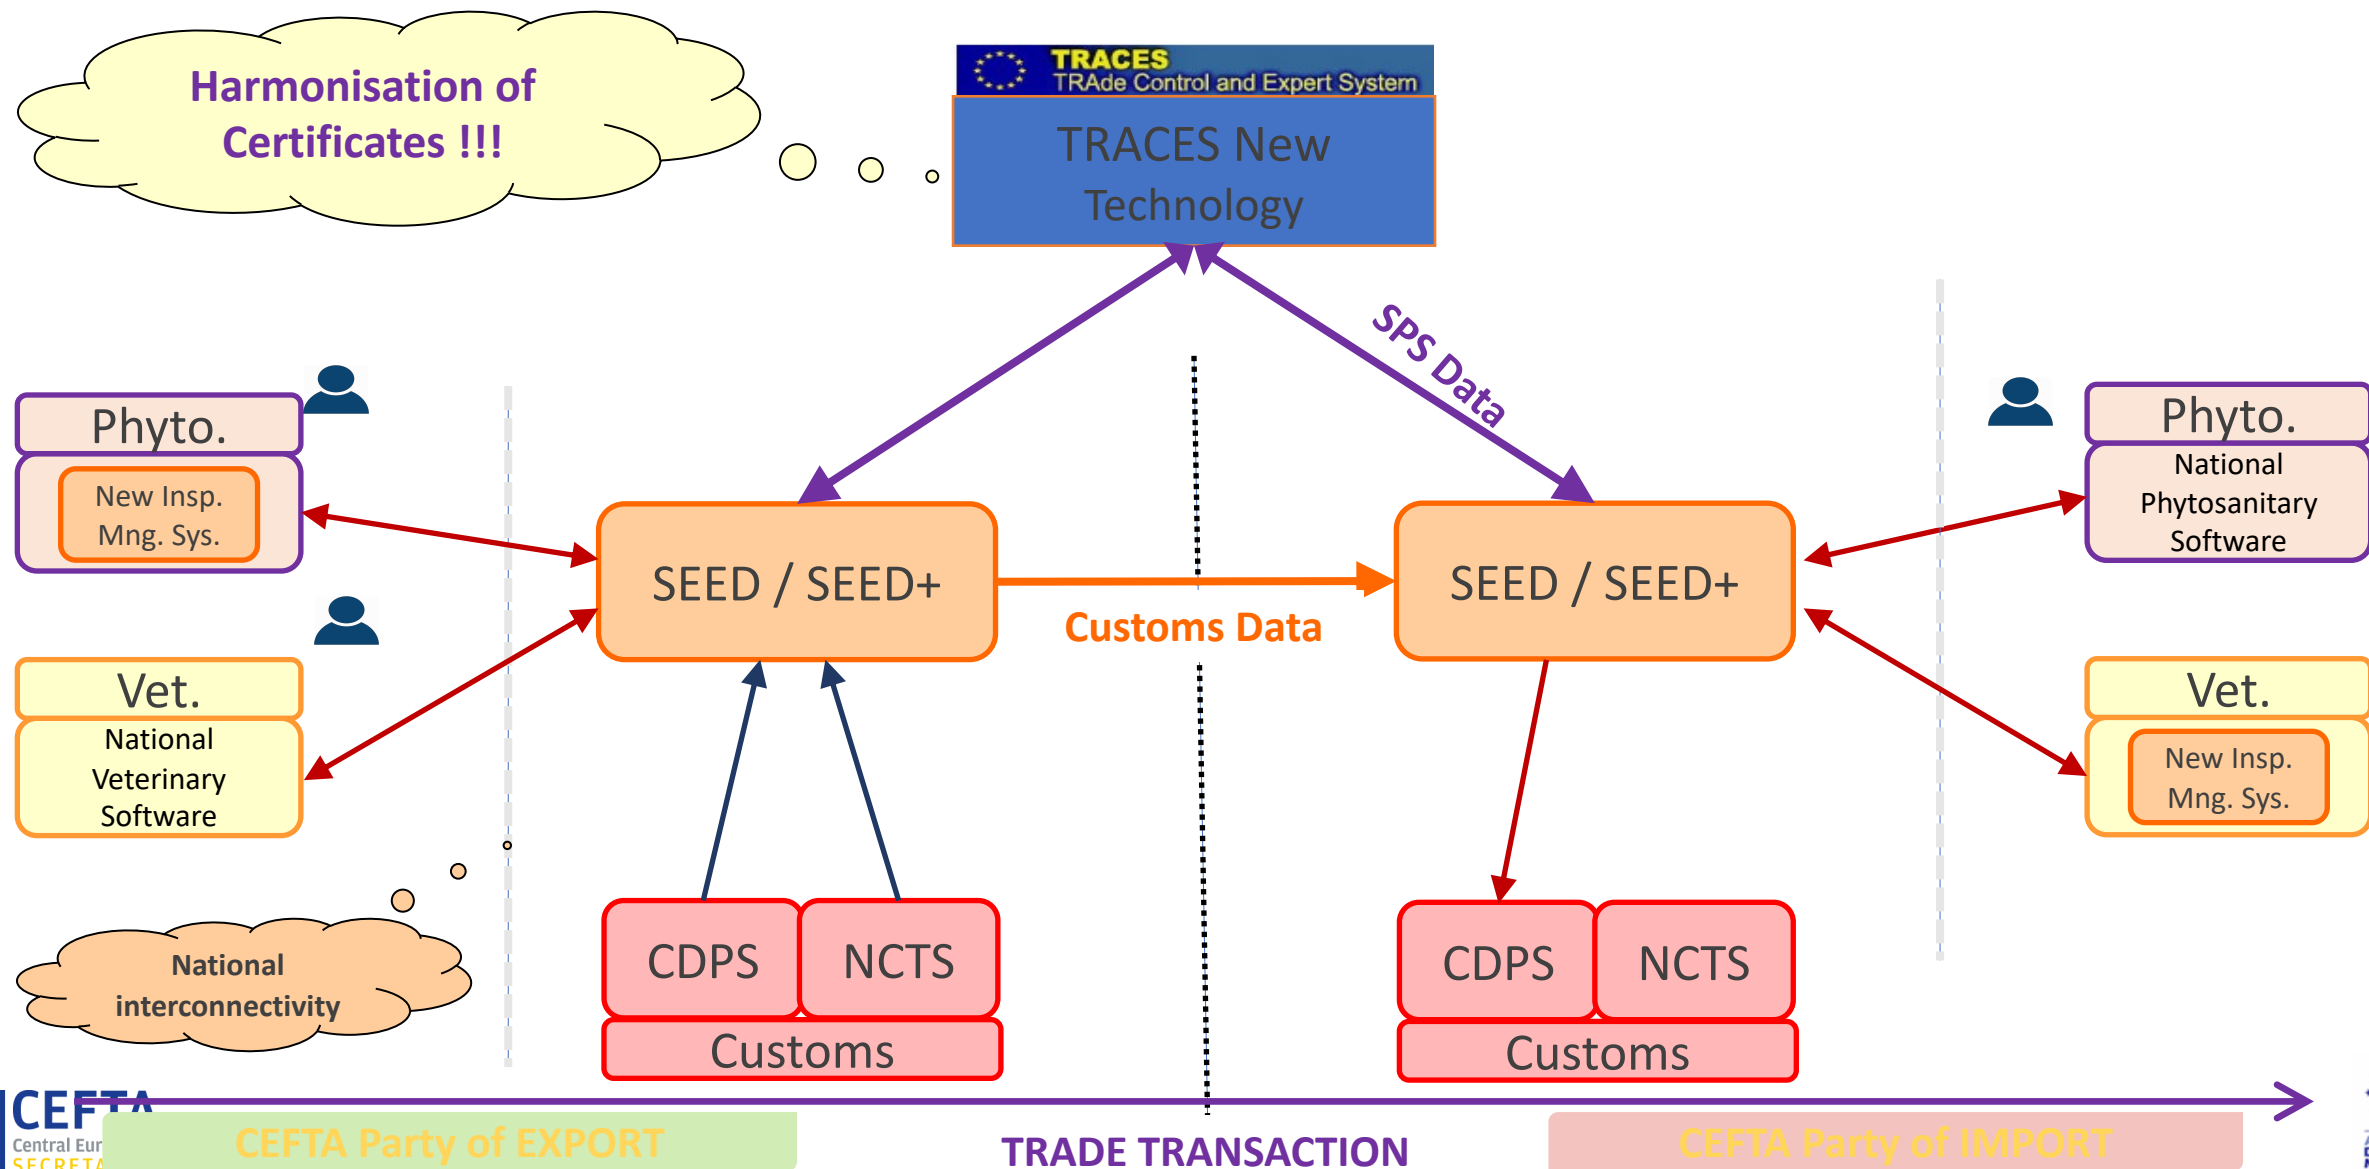 Harmonisation of
Certificates !!!
TRACES
TRAde Control and Expert System
TRACES New
Technology
SPS Data
Phyto.
New Insp.
Mng. Sys.
Phyto.
National
Phytosanitary
Software
SEED / SEED+
Customs Data
SEED / SEED+
Vet.
National
Veterinary
Software
Vet.
New Insp.
Mng. Sys.
National
interconnectivity
CDPS
NCTS
Customs
CDPS
NCTS
Customs
CEFTA
Central Eur
SECRETA
CEFTA Party of EXPORT
TRADE TRANSACTION
CEFTA Party of IMPORT